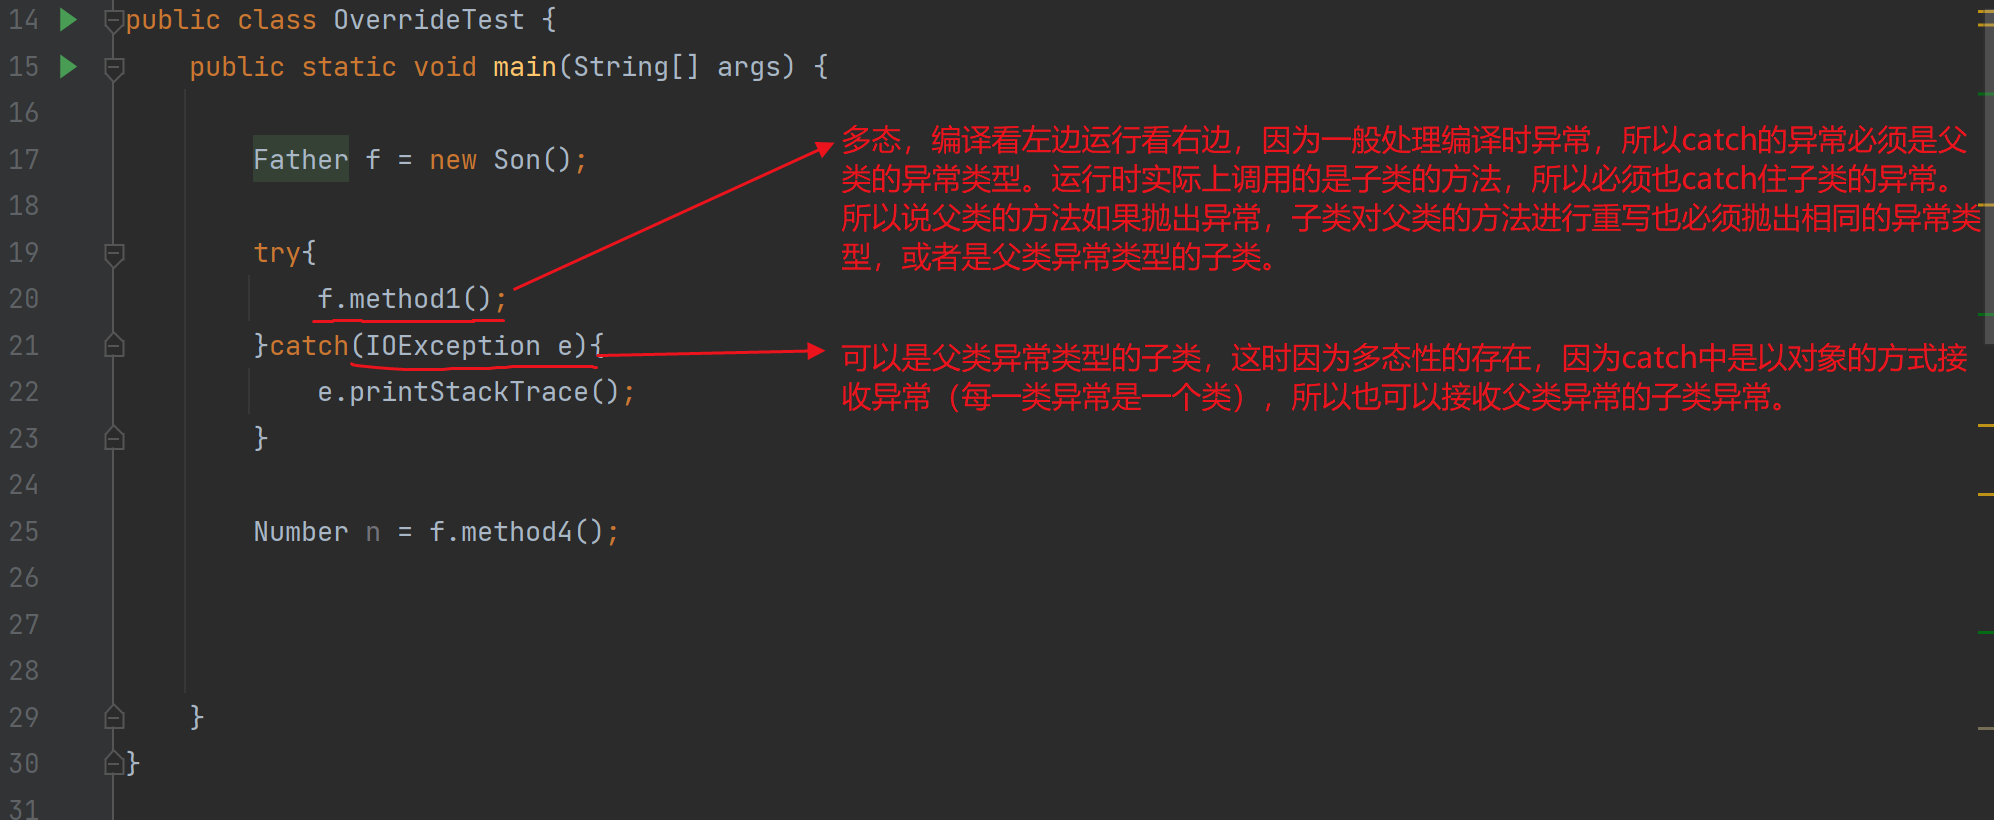 14 public class OverrideTest {
15 public static void main(String[] args) {
16
多态，编译看左边运行看右边，因为一般处理编译时异常，所以catch的异常必须是父
17 Father f = new Son();
类的异常类型。运行时实际上调用的是子类的方法，所以必须也catch住子类的异常。
18
所以说父类的方法如果抛出异常，子类对父类的方法进行重写也必须抛出相同的异常类
19 try{
型，或者是父类异常类型的子类。
20 f.method1();
21 }catch(IOException e){
可以是父类异常类型的子类，这时因为多态性的存在，因为catch中是以对象的方式接
22 e.printStackTrace();
收异常（每一类异常是一个类），所以也可以接收父类异常的子类异常。
23 }
24
25 Number n = f.method4();
26
27
28
29 }
30 }
31